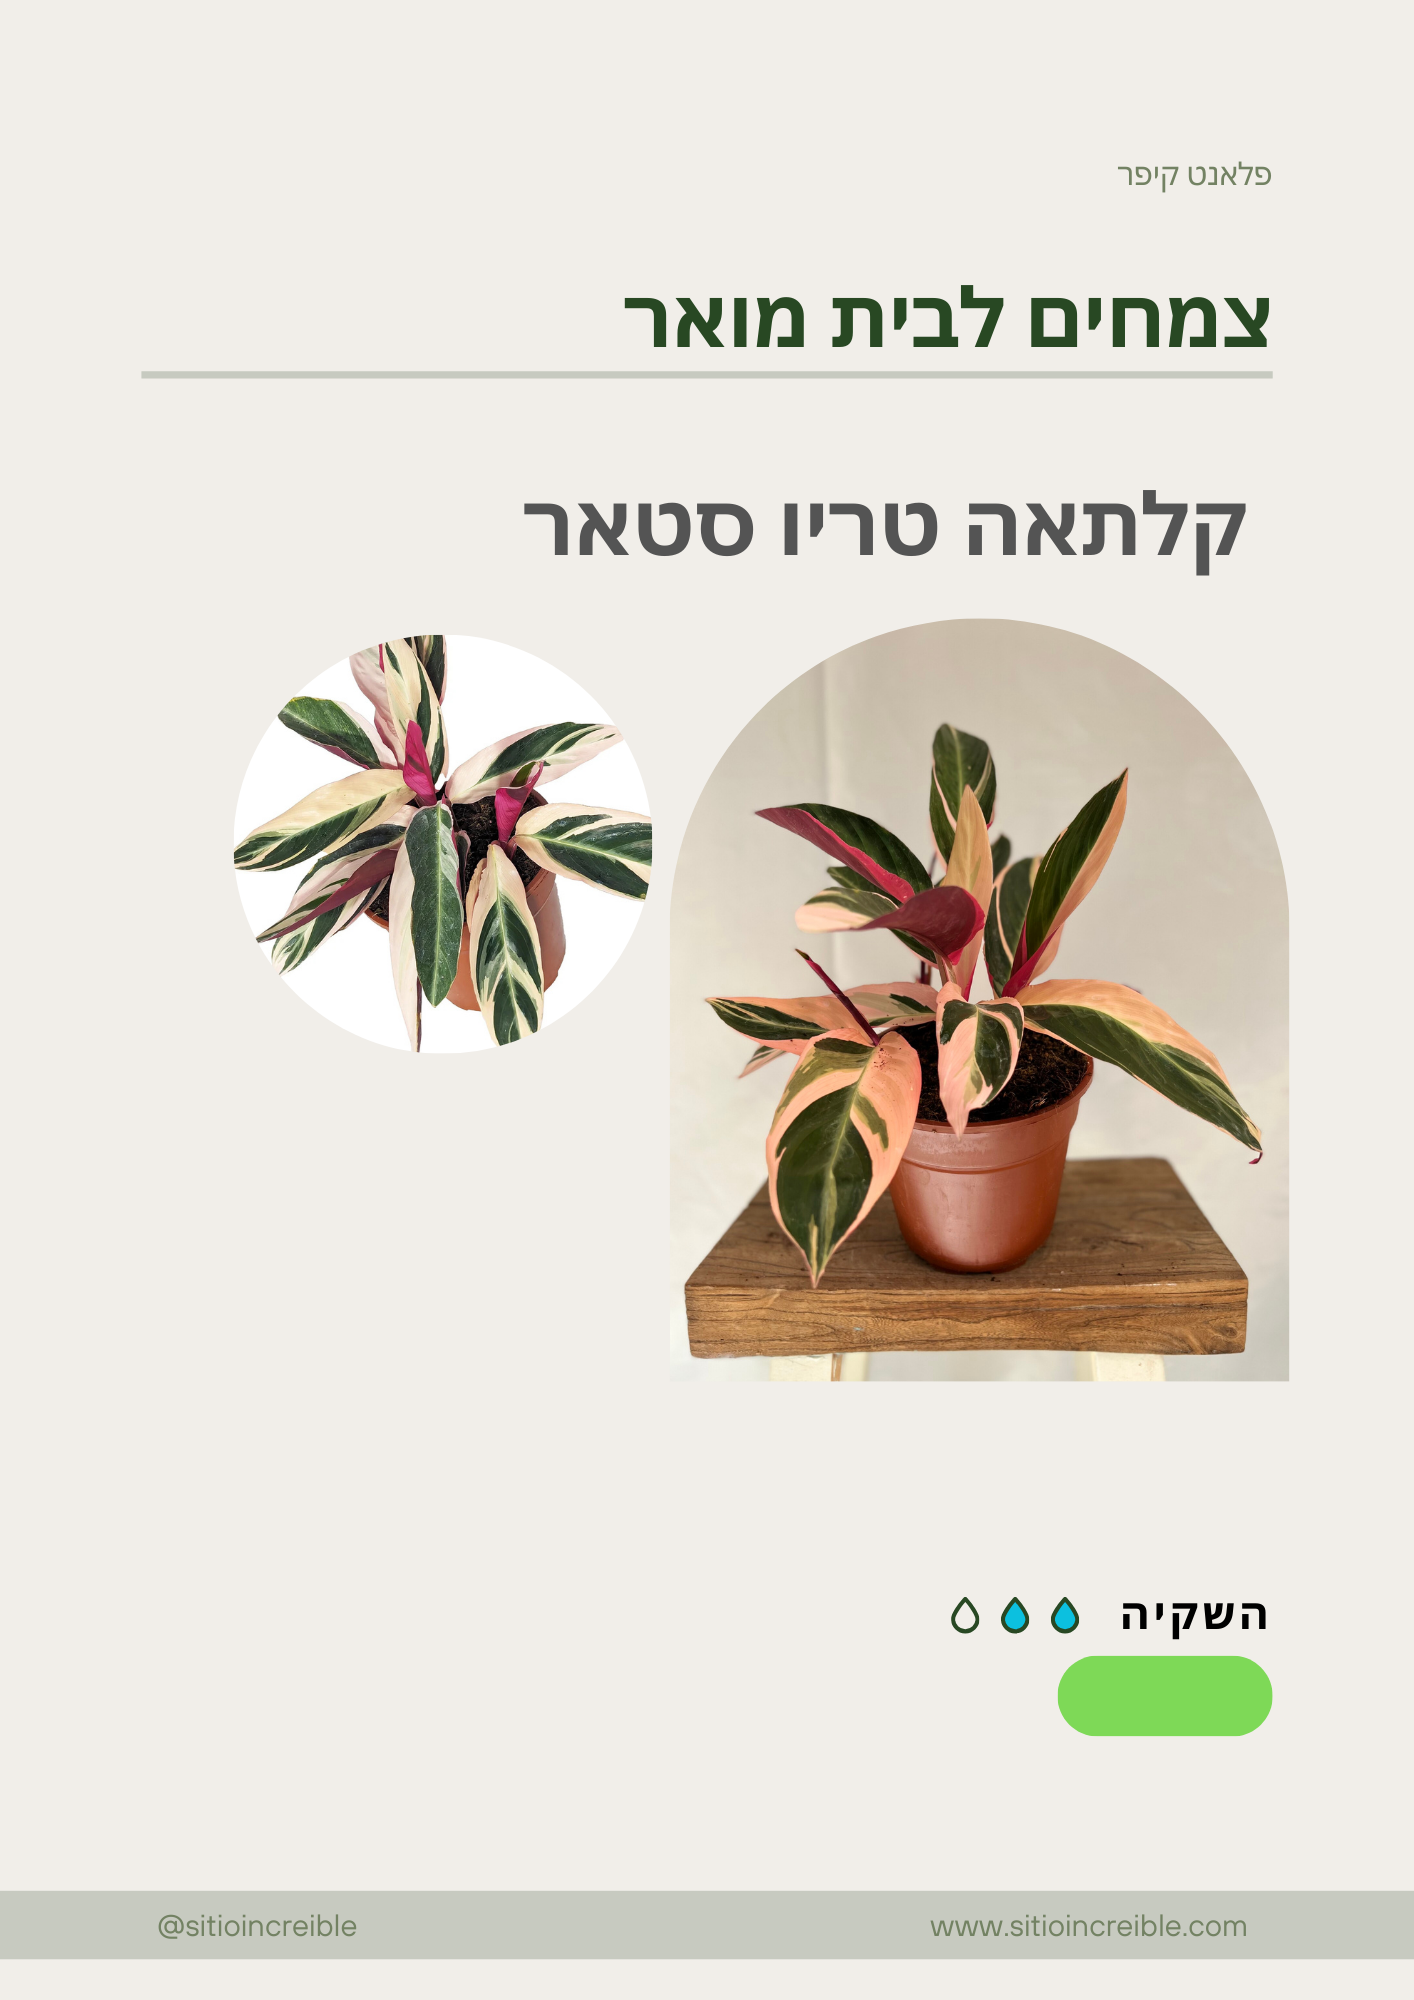 פלאנט קיפר
צמחים לבית מואר
קלתאה טריו סטאר
השקיה
@sitioincreible
www.sitioincreible.com